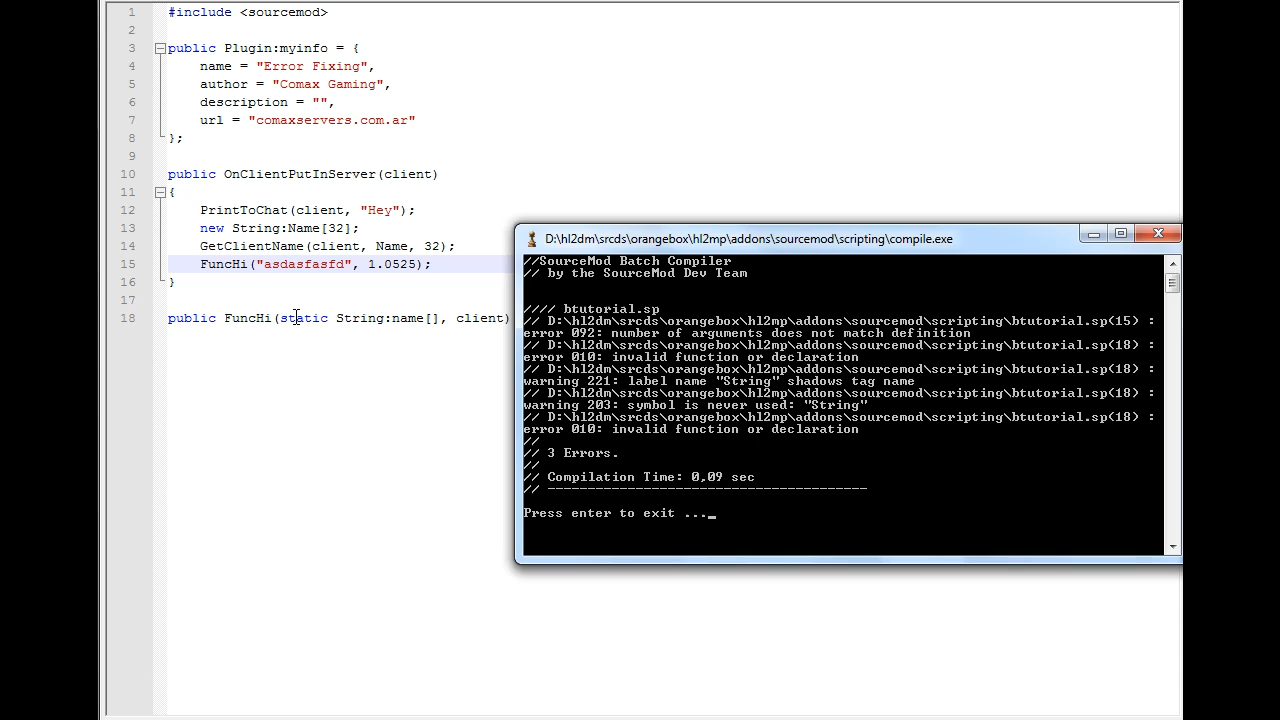 1 #include <sourcemod>
2
3 public Plugin:myinfo = {
4 name = "Error Fixing",
5 author = "Comax Gaming",
6 description = "",
7 url = "comaxservers.com.ar"
8 };
9
10 public OnClientPutInServer(client)
11 {
12 PrintToChat(client, "Hey");
13 new String:Name[32];
14 GetClientName(client, Name, 32);
15 FuncHi("asdasfasfd", 1.0525);
16 }
17
18 public FuncHi(static String:name[], client)
D:\hl2dm\srcds\orangebox\hl2mp\addons\sourcemod\scripting\compile.exe
//SourceMod Batch Compiler
// by the SourceMod Dev Team
//// btutorial.sp
// D:\hl2dm\srcds\orangebox\hl2mp\addons\sourcemod\scripting\btutorial.sp(15) :
error 092: number of arguments does not match definition
// D:\hl2dm\srcds\orangebox\hl2mp\addons\sourcemod\scripting\btutorial.sp(18) :
error 010: invalid function or declaration
// D:\hl2dm\srcds\orangebox\hl2mp\addons\sourcemod\scripting\btutorial.sp(18) :
warning 221: label name "String" shadows tag name
// D:\hl2dm\srcds\orangebox\hl2mp\addons\sourcemod\scripting\btutorial.sp(18) :
warning 203: symbol is never used: "String"
// D:\hl2dm\srcds\orangebox\hl2mp\addons\sourcemod\scripting\btutorial.sp(18) :
error 010: invalid function or declaration
//
// 3 Errors.
//
// Compilation Time: 0,09 sec
// ----------------------------------------
Press enter to exit ..._